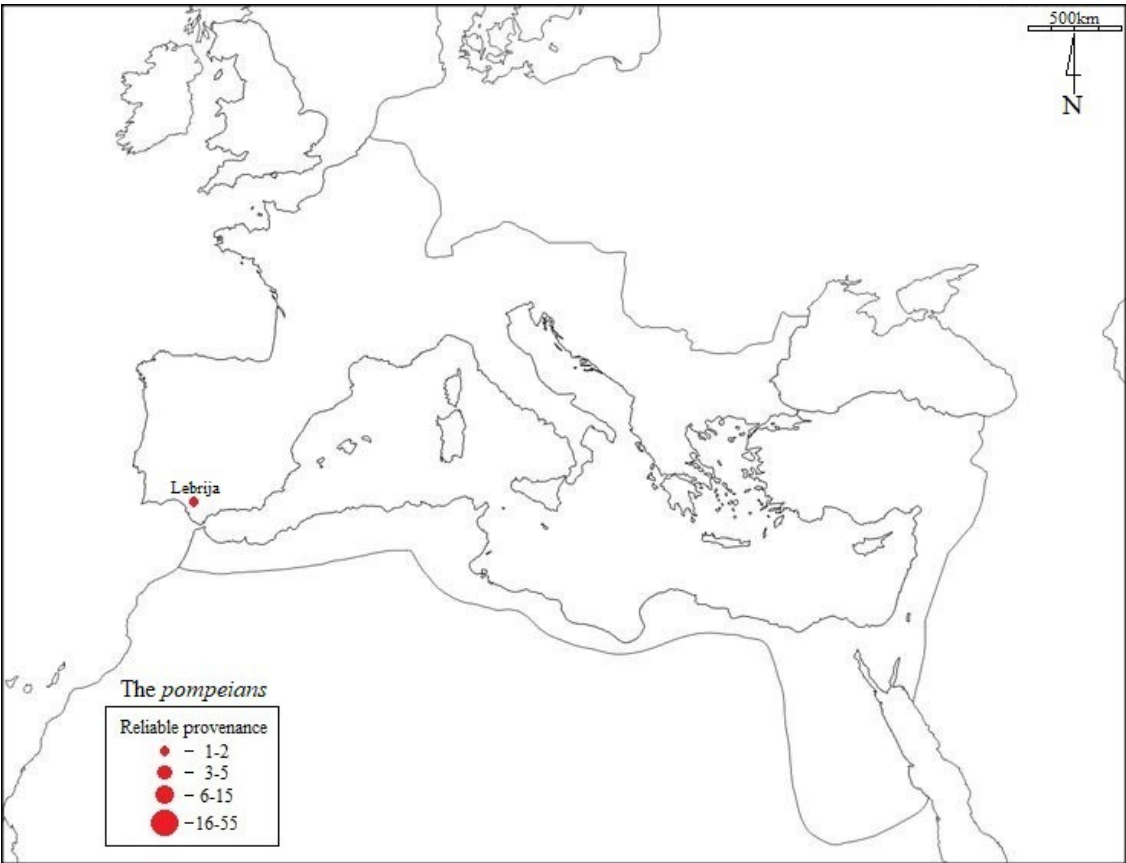 500km
N
Lebrija
The pompeians
Reliable provenance
– 1-2
– 3-5
– 6-15
–16-55